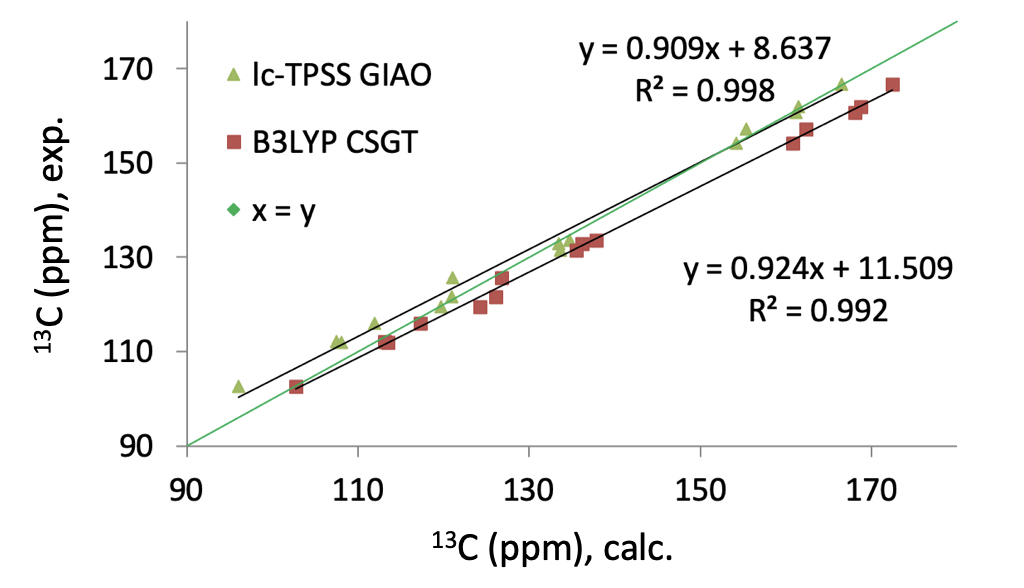 y = 0.909x + 8.637
R² = 0.998
lc-TPSS GIAO
B3LYP CSGT
x = y
y = 0.924x + 11.509
R² = 0.992
170
150
130
110
90
90 110 130 150 170
¹³C (ppm), exp.
¹³C (ppm), calc.